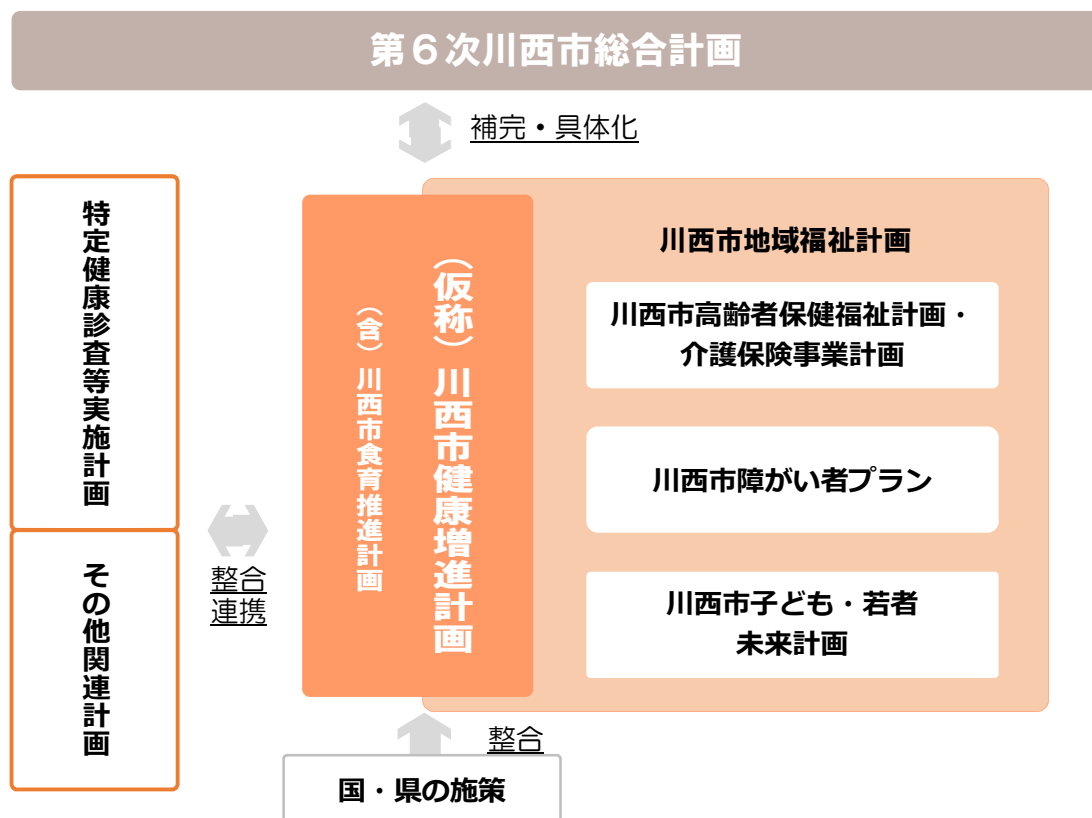 第６次川西市総合計画
補完・具体化
特定健康診査等実施計画
その他関連計画
整合
連携
（仮称）川西市健康増進計画
（含）川西市食育推進計画
川西市地域福祉計画
川西市高齢者保健福祉計画・
介護保険事業計画
川西市障がい者プラン
川西市子ども・若者
未来計画
整合
国・県の施策